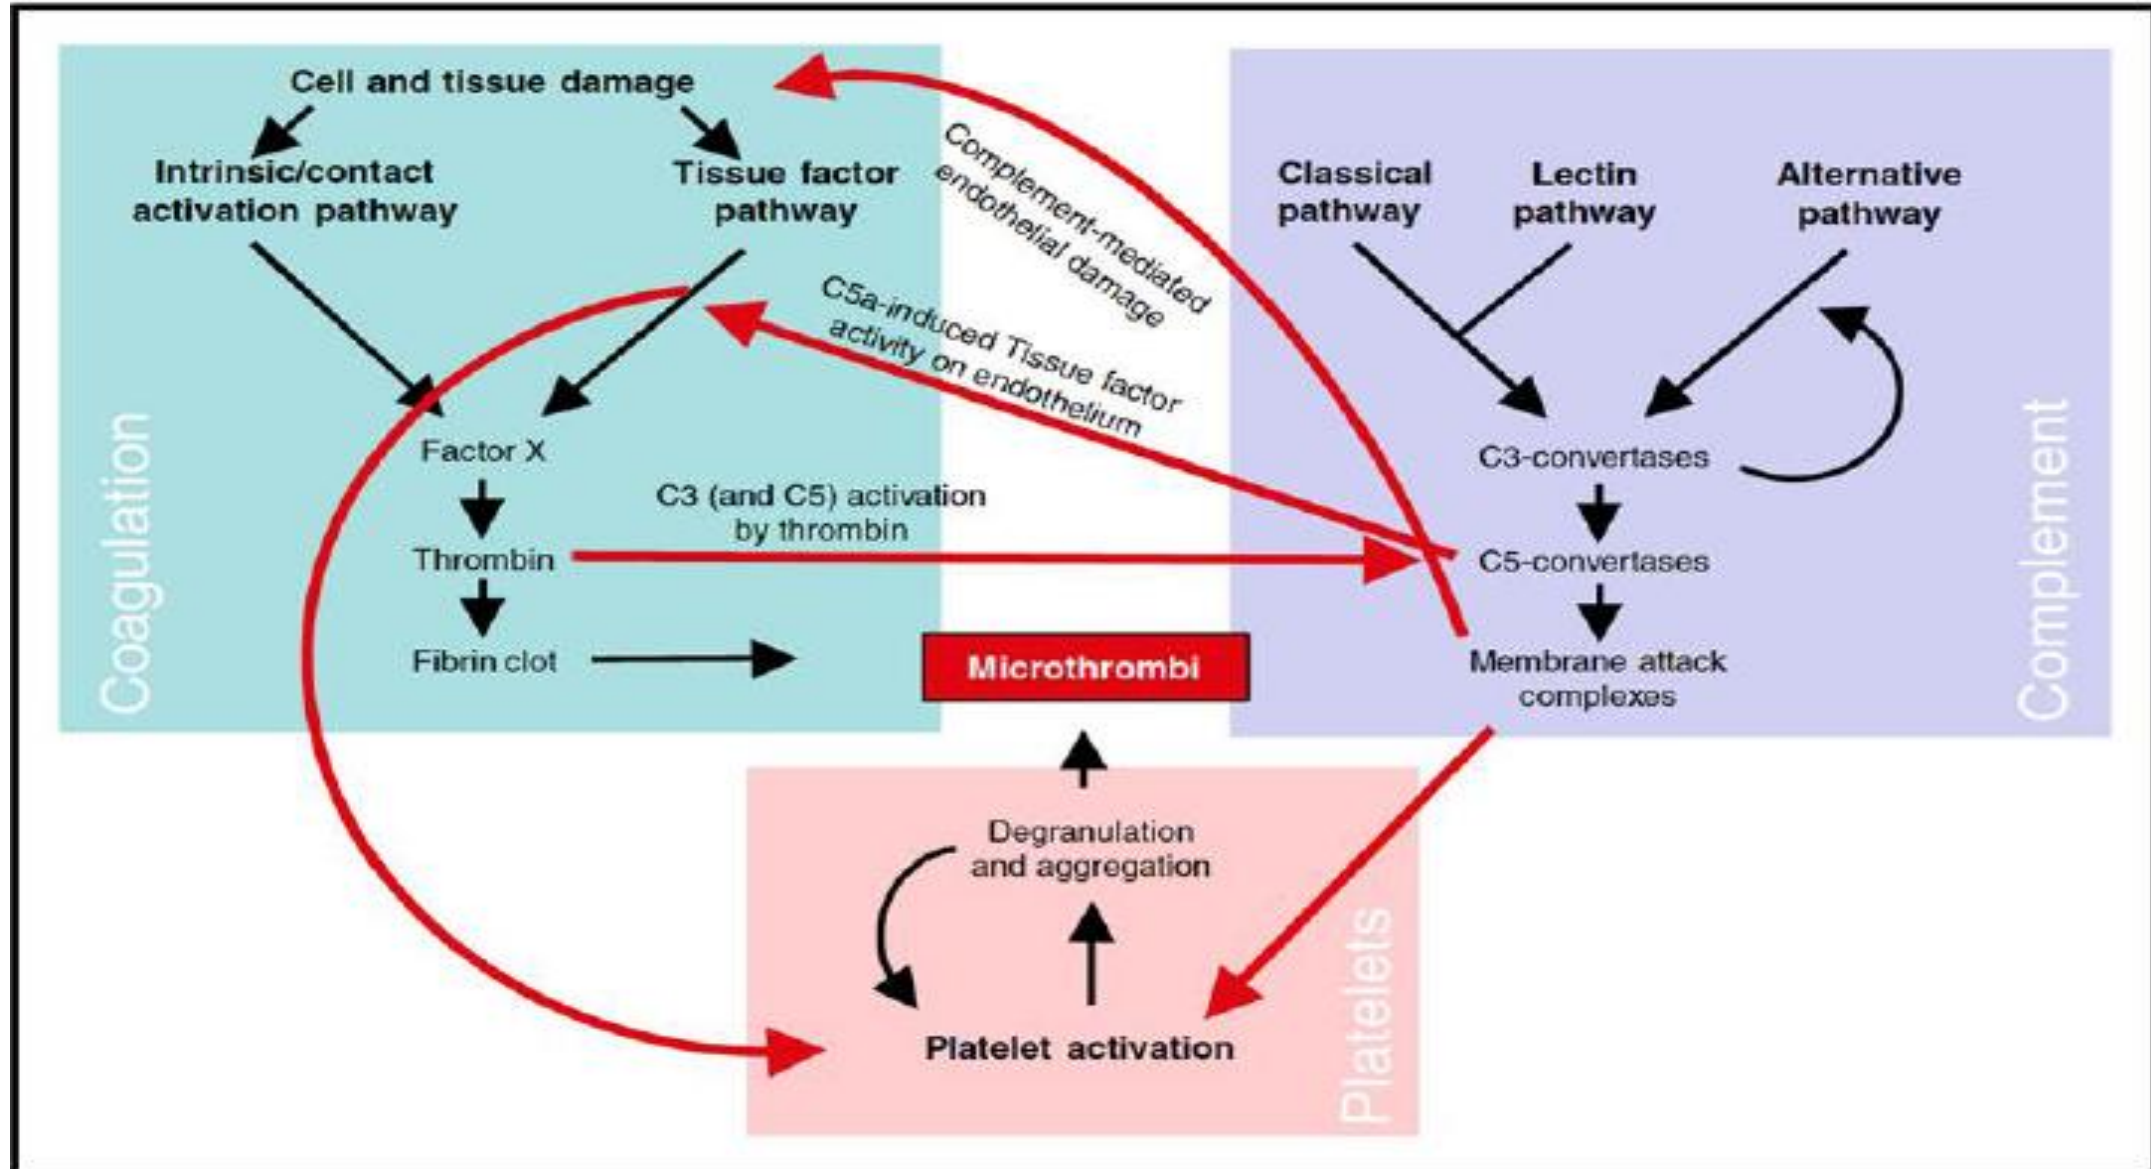 Cell and tissue damage
Intrinsic/contact
activation pathway
Tissue factor
pathway
Factor X
Thrombin
Fibrin clot
Coagulation
Complement-mediated
endothelial damage
C5a-induced Tissue factor
activity on endothelium
C3 (and C5) activation
by thrombin
Microthrombi
Classical
pathway
Lectin
pathway
Alternative
pathway
C3-convertases
C5-convertases
Membrane attack
complexes
Complement
Degranulation
and aggregation
Platelet activation
Platelets